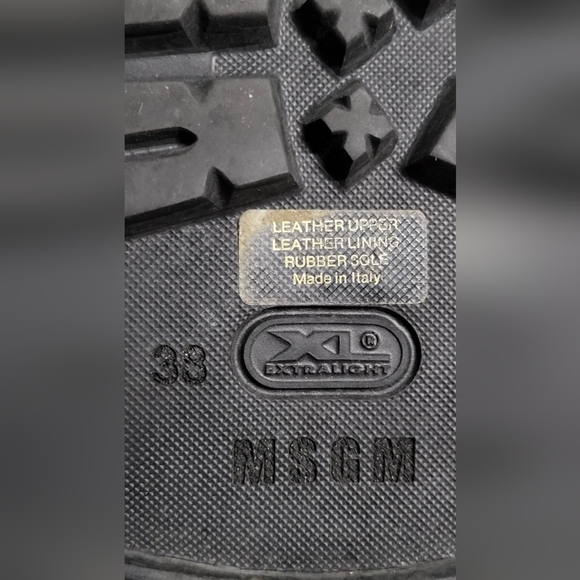 LEATHER UPPER
LEATHER LINING
RUBBER SOLE
Made in Italy
38
XL®
EXTRALIGHT
MSGM